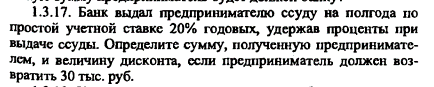 1.3.17. Банк выдал предпринимателю ссуду на полгода по
простой учетной ставке 20% годовых, удержав проценты при
выдаче ссуды. Определите сумму, полученную предпринимате-
лем, и величину дисконта, если предприниматель должен воз-
вратить 30 тыс. руб.